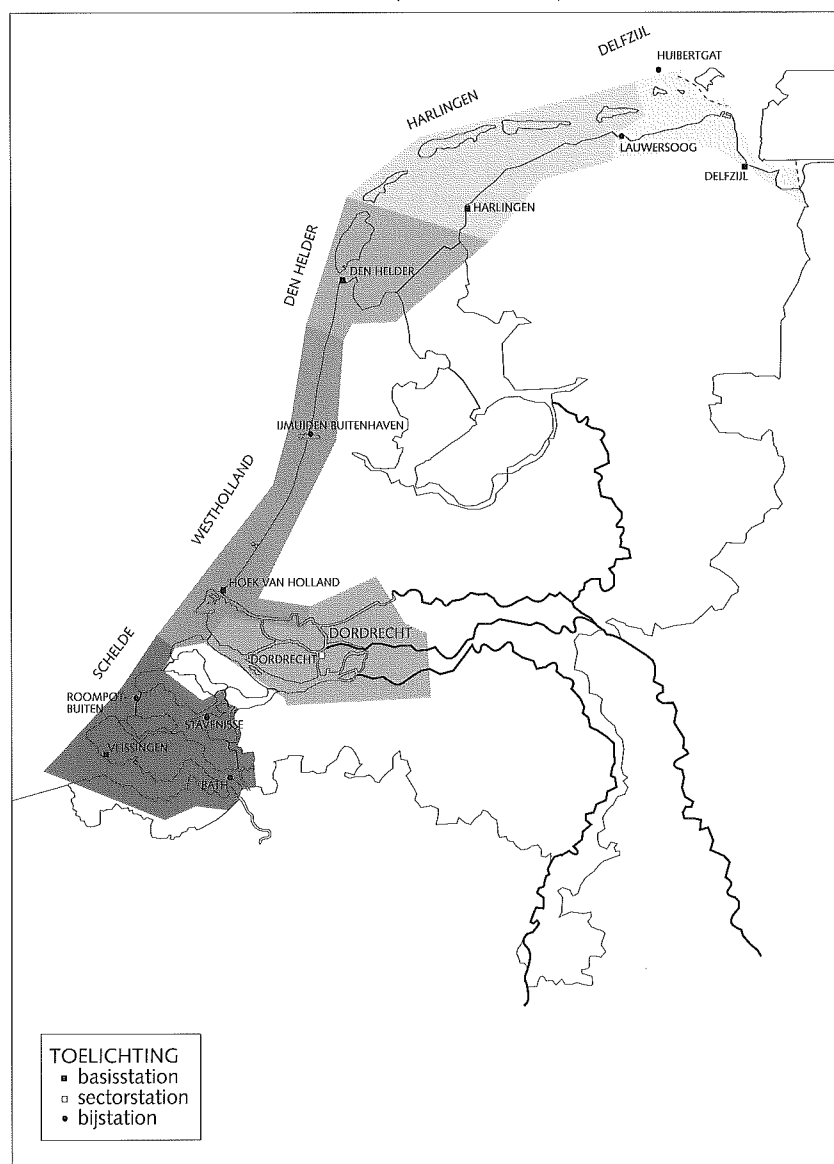 DELFZIJL
HUIBERTGAT
HARLINGEN
LAUWERSOOG
DELFZIJL
HARLINGEN
DEN HELDER
DEN HELDER
IJMUIDEN BUITENHAVEN
WESTHOLLAND
HOEK VAN HOLLAND
DORDRECHT
DORDRECHT
SCHELDE
ROOMPOT-
BUITEN
STAVENISSE
VLISSINGEN
BATH
TOELICHTING
basisstation
sectorstation
bijstation